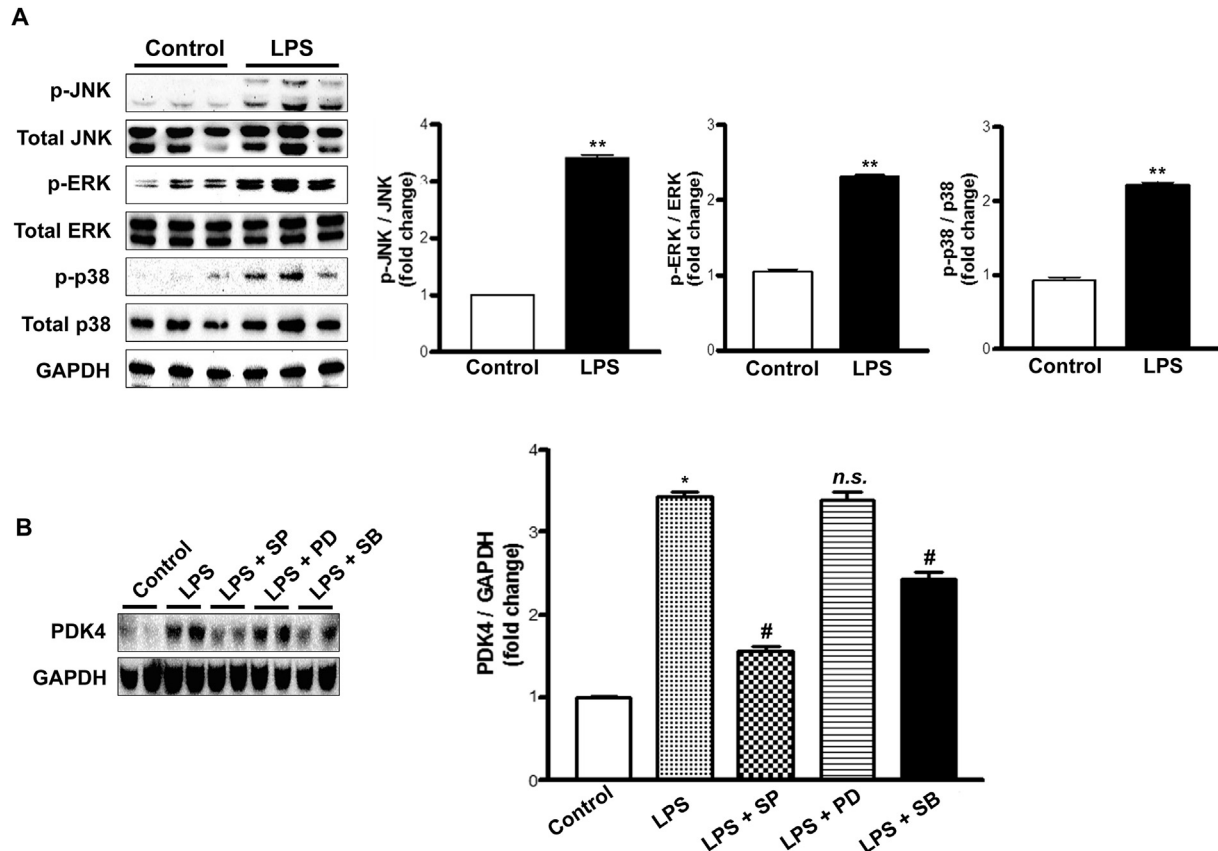 A
Control LPS
p-JNK
Total JNK
p-ERK
Total ERK
p-p38
Total p38
GAPDH
p-JNK / JNK
(fold change)
4
3
2
1
0
**
Control LPS
p-ERK / ERK
(fold change)
3
2
1
0
**
Control LPS
p-p38 / p38
(fold change)
3
2
1
0
**
Control LPS
B
Control LPS LPS + SP LPS + PD LPS + SB
PDK4
GAPDH
PDK4 / GAPDH
(fold change)
4
3
2
1
0
*
#
n.s.
#
Control LPS LPS + SP LPS + PD LPS + SB